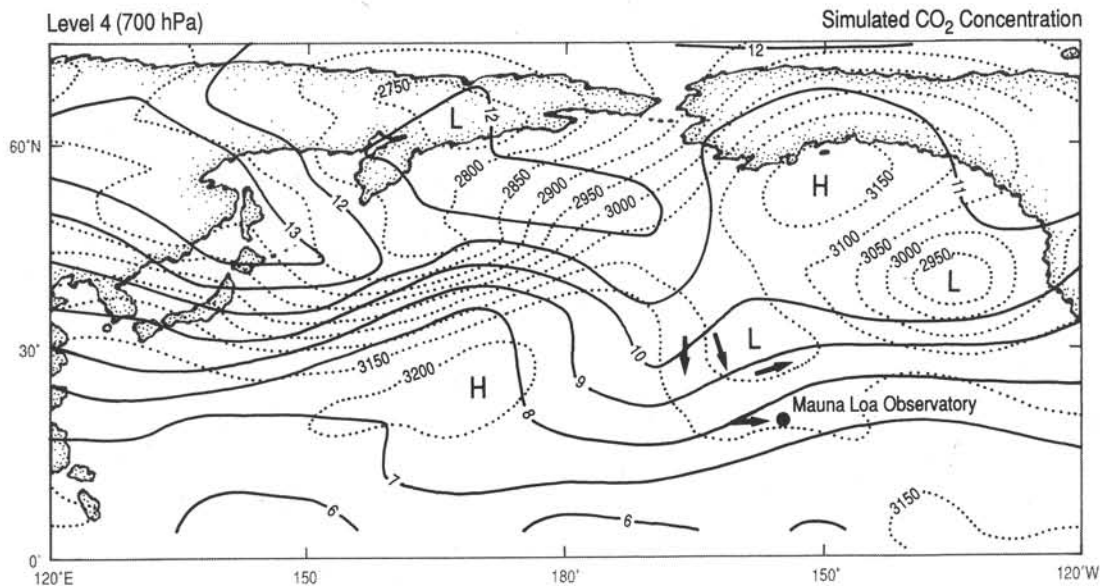 Level 4 (700 hPa)
Simulated CO₂ Concentration
12
2750
L
12
60˚N
2800
2850
2900
2950
3000
H
3150
11
12
13
3100
3050
3000
2950
L
10
30˚
3150
3200
H
9
L
8
Mauna Loa Observatory
7
6
6
3150
0˚
120˚E
150
180˚
150˚
120˚W